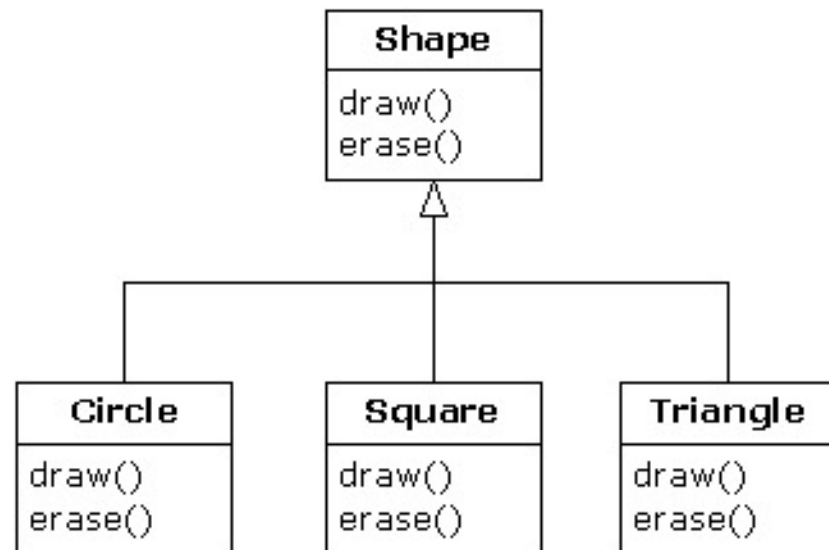 Shape
draw()
erase()
Circle
draw()
erase()
Square
draw()
erase()
Triangle
draw()
erase()